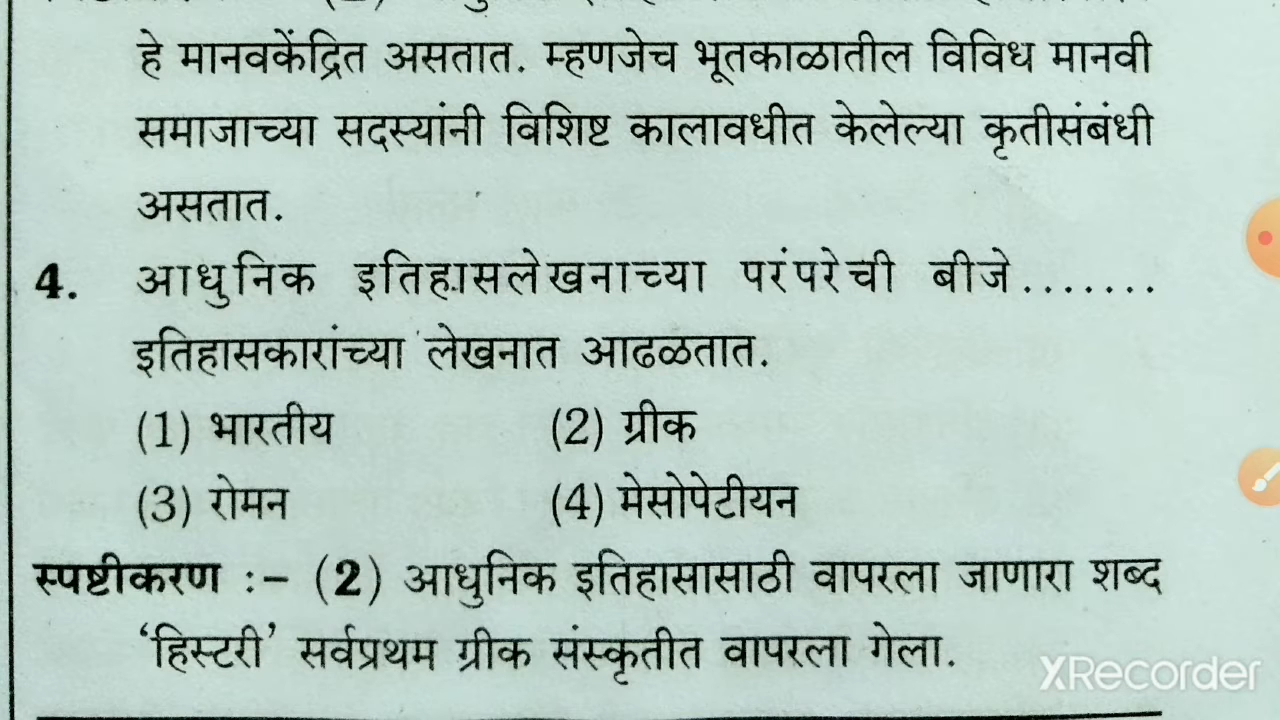 हे मानवकेंद्रित असतात. म्हणजेच भूतकाळातील विविध मानवी
समाजाच्या सदस्यांनी विशिष्ट कालावधीत केलेल्या कृतीसंबंधी
असतात.
4. आधुनिक इतिहासलेखनाच्या परंपरेची बीजे.......
इतिहासकारांच्या लेखनात आढळतात.
(1) भारतीय (2) ग्रीक
(3) रोमन (4) मेसोपेटीयन
स्पष्टीकरण :– (2) आधुनिक इतिहासासाठी वापरला जाणारा शब्द
‘हिस्टरी’ सर्वप्रथम ग्रीक संस्कृतीत वापरला गेला.
XRecorder